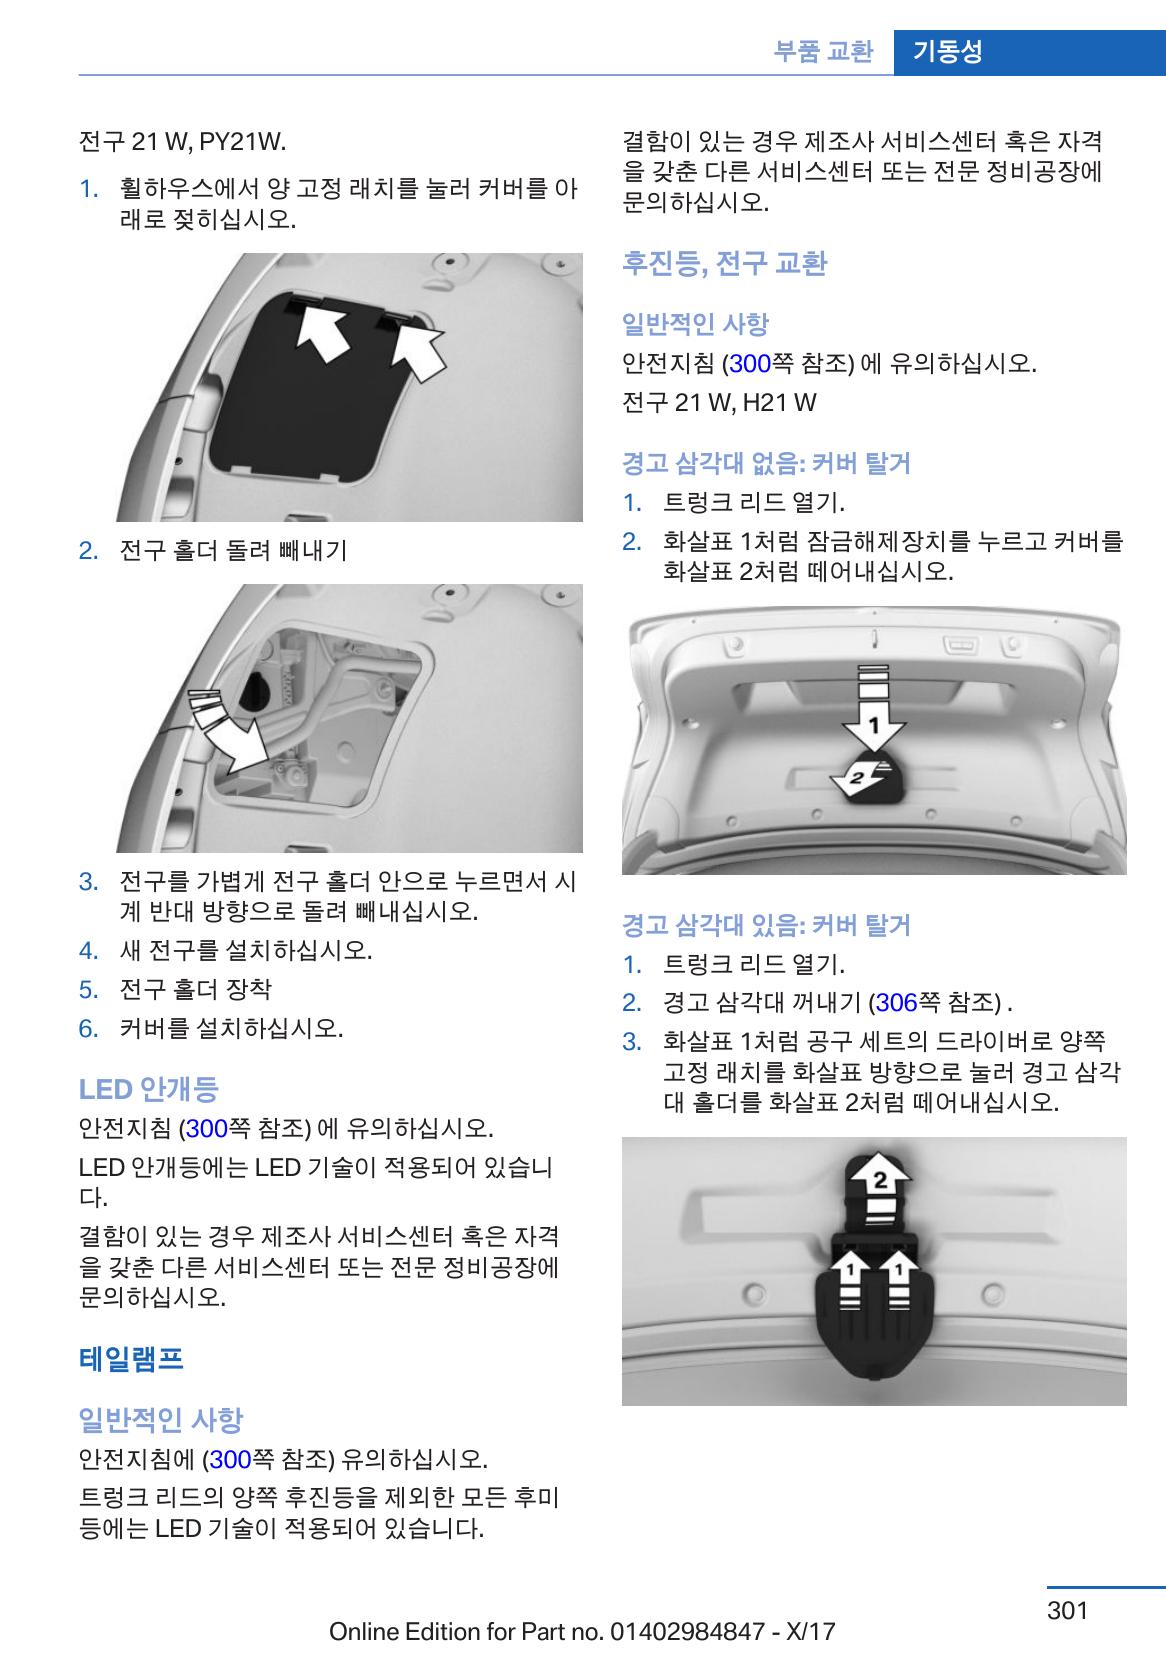 부품 교환 기동성
전구 21 W, PY21W.
1. 휠하우스에서 양 고정 래치를 눌러 커버를 아
래로 젖히십시오.
2. 전구 홀더 돌려 빼내기
3. 전구를 가볍게 전구 홀더 안으로 누르면서 시
계 반대 방향으로 돌려 빼내십시오.
4. 새 전구를 설치하십시오.
5. 전구 홀더 장착
6. 커버를 설치하십시오.
LED 안개등
안전지침 (300쪽 참조) 에 유의하십시오.
LED 안개등에는 LED 기술이 적용되어 있습니
다.
결함이 있는 경우 제조사 서비스센터 혹은 자격
을 갖춘 다른 서비스센터 또는 전문 정비공장에
문의하십시오.
테일램프
일반적인 사항
안전지침에 (300쪽 참조) 유의하십시오.
트렁크 리드의 양쪽 후진등을 제외한 모든 후미
등에는 LED 기술이 적용되어 있습니다.
결함이 있는 경우 제조사 서비스센터 혹은 자격
을 갖춘 다른 서비스센터 또는 전문 정비공장에
문의하십시오.
후진등, 전구 교환
일반적인 사항
안전지침 (300쪽 참조) 에 유의하십시오.
전구 21 W, H21 W
경고 삼각대 없음: 커버 탈거
1. 트렁크 리드 열기.
2. 화살표 1처럼 잠금해제장치를 누르고 커버를
화살표 2처럼 떼어내십시오.
1
2
경고 삼각대 있음: 커버 탈거
1. 트렁크 리드 열기.
2. 경고 삼각대 꺼내기 (306쪽 참조) .
3. 화살표 1처럼 공구 세트의 드라이버로 양쪽
고정 래치를 화살표 방향으로 눌러 경고 삼각
대 홀더를 화살표 2처럼 떼어내십시오.
2
1 1
301
Online Edition for Part no. 01402984847 - X/17